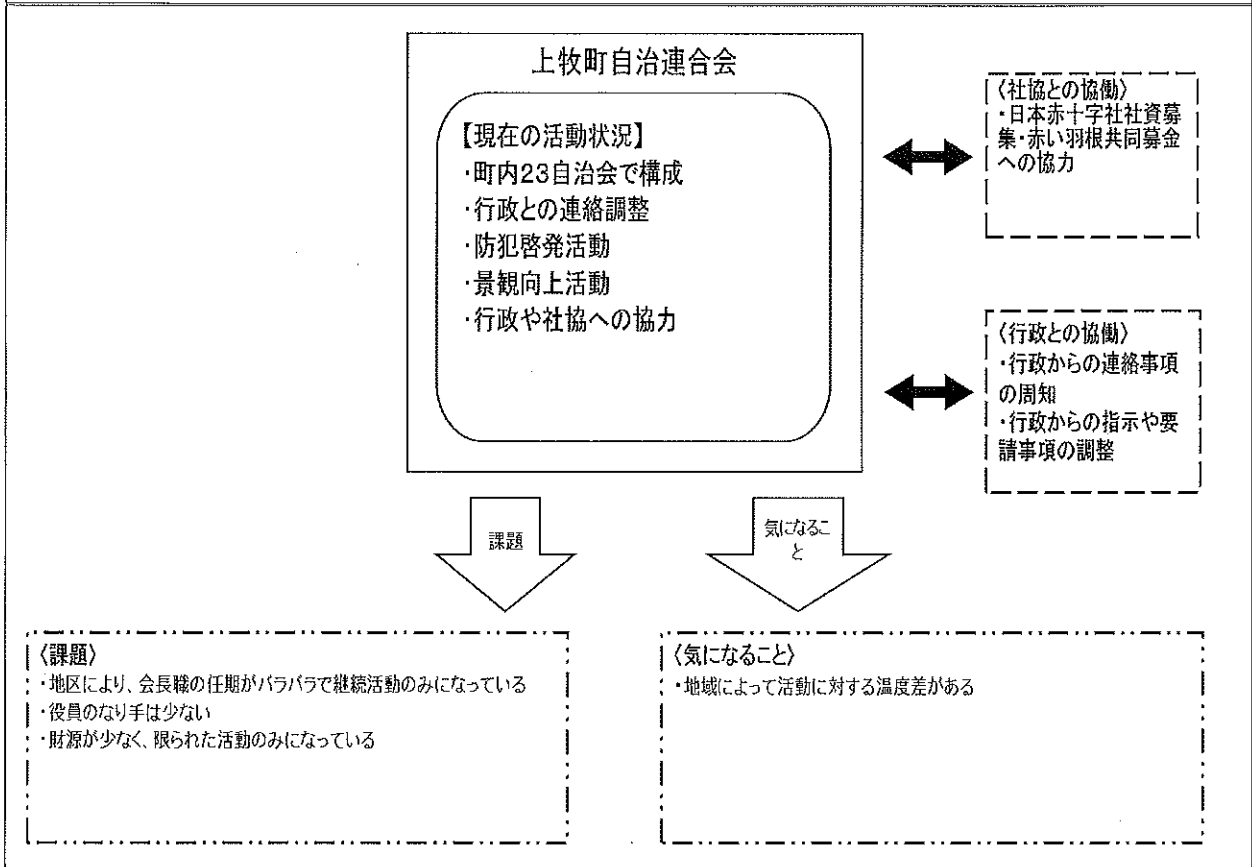 上牧町自治連合会
【現在の活動状況】
・町内23自治会で構成
・行政との連絡調整
・防犯啓発活動
・景観向上活動
・行政や社協への協力
〈社協との協働〉
・日本赤十字社社資募
集・赤い羽根共同募金
への協力
〈行政との協働〉
・行政からの連絡事項
の周知
・行政からの指示や要
請事項の調整
課題
気になるこ
と
〈課題〉
・地区により、会長職の任期がバラバラで継続活動のみになっている
・役員のなり手は少ない
・財源が少なく、限られた活動のみになっている
〈気になること〉
・地域によって活動に対する温度差がある